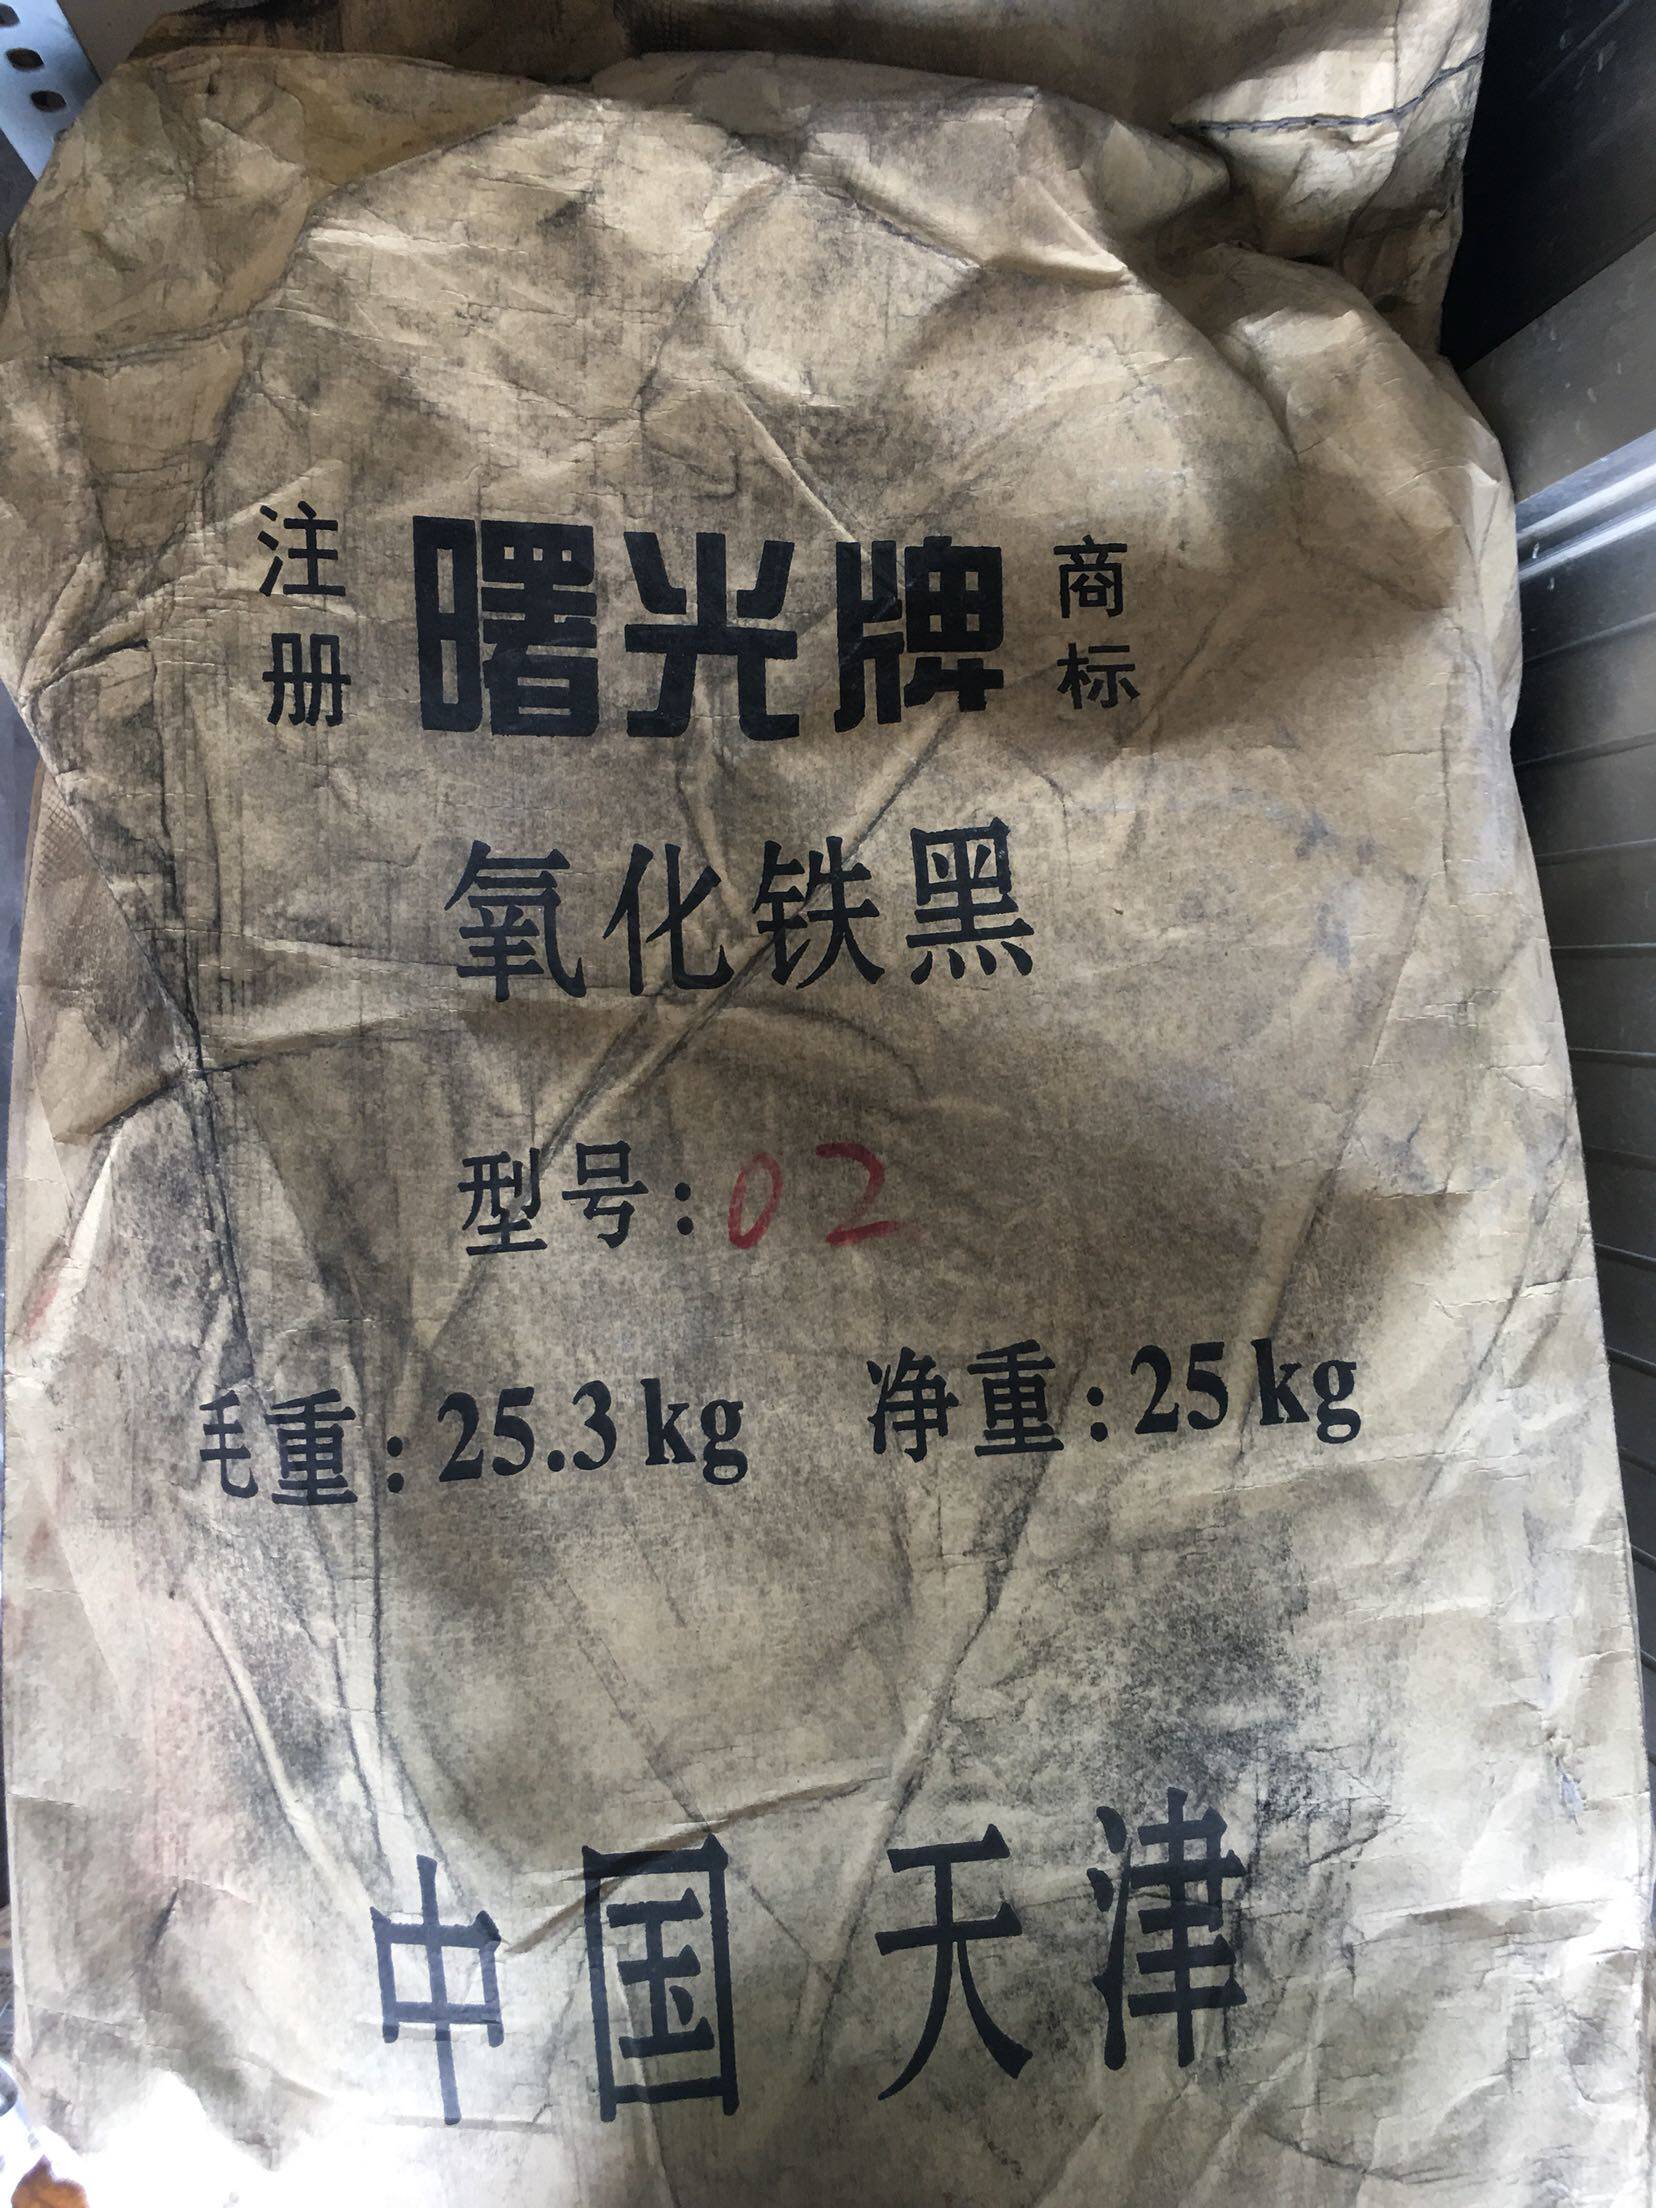 注册 曙光牌 商标
氧化铁黑
型号:02
毛重:25.3kg 净重:25kg
中国 天津